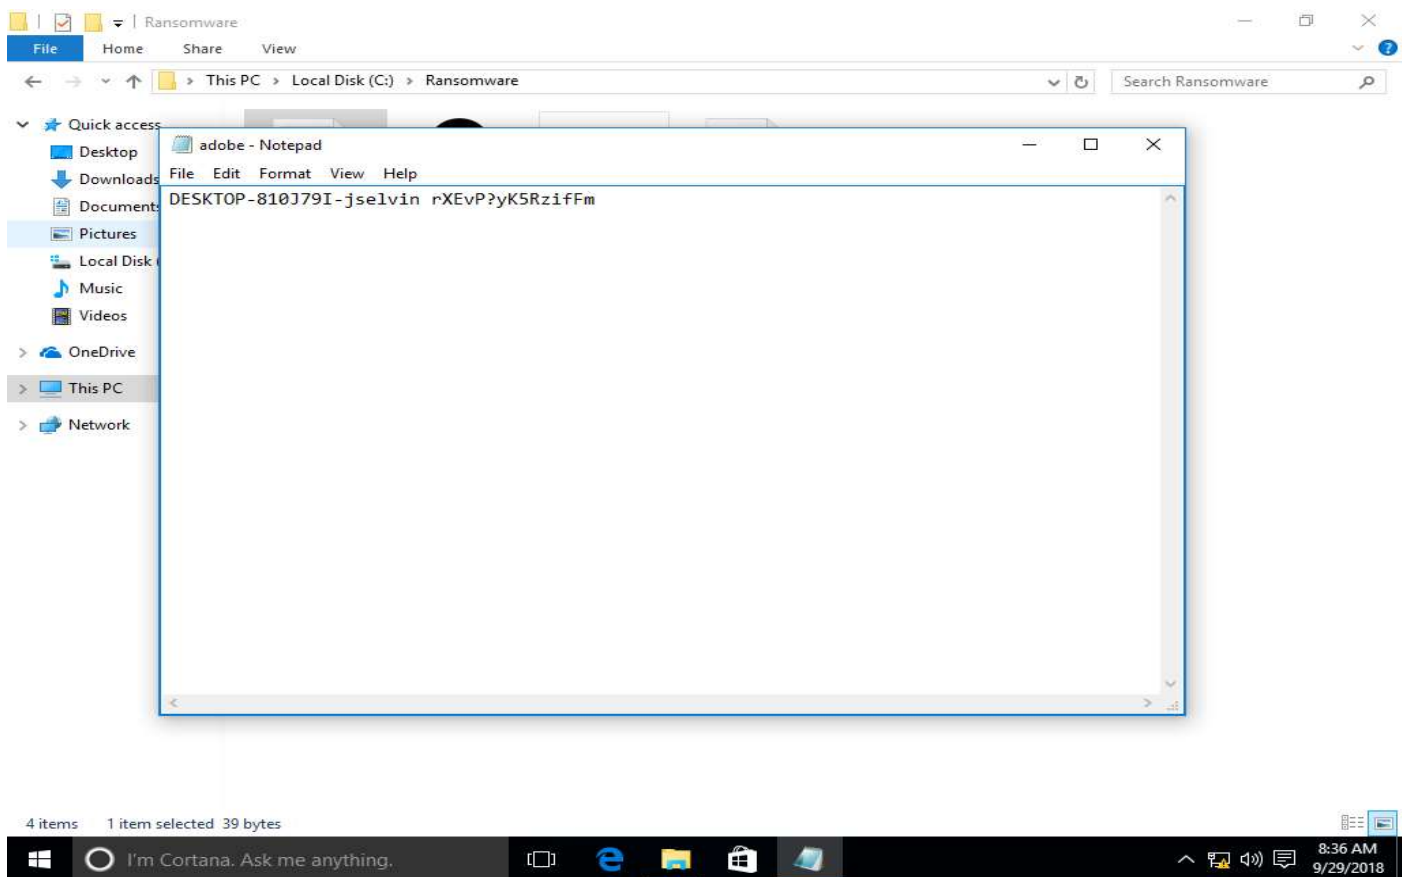 Ransomware
File Home Share View
This PC > Local Disk (C:) > Ransomware
Search Ransomware
Quick access
Desktop
Downloads
Documents
Pictures
Local Disk
Music
Videos
OneDrive
This PC
Network
adobe - Notepad
File Edit Format View Help
DESKTOP-810J79I-jselvin rXEvP?yK5RzifFm
4 items 1 item selected 39 bytes
I'm Cortana. Ask me anything.
8:36 AM
9/29/2018